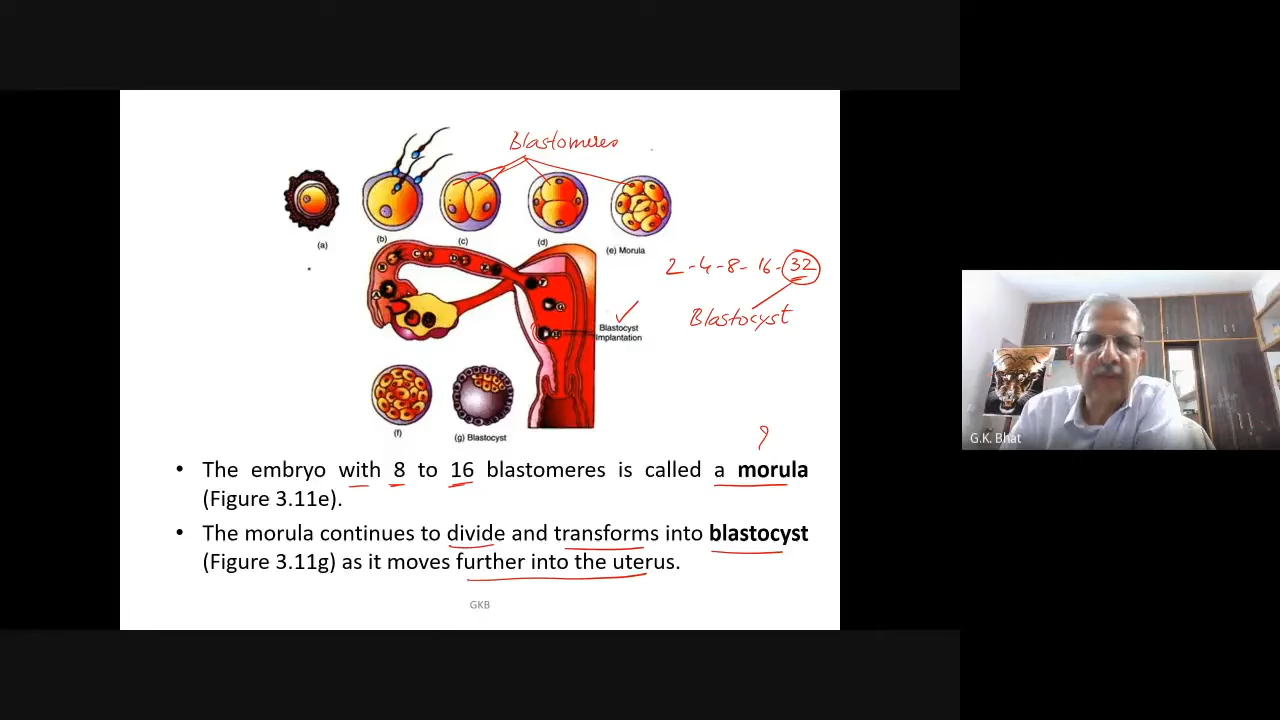 Blastomeres
(a)
(b)
(c)
(d)
(e) Morula
2-4-8-16-32
Blastocyst
Blastocyst
Implantation
(f)
(g) Blastocyst
G.K. Bhat
• The embryo with 8 to 16 blastomeres is called a morula
(Figure 3.11e).
• The morula continues to divide and transforms into blastocyst
(Figure 3.11g) as it moves further into the uterus.
GKB